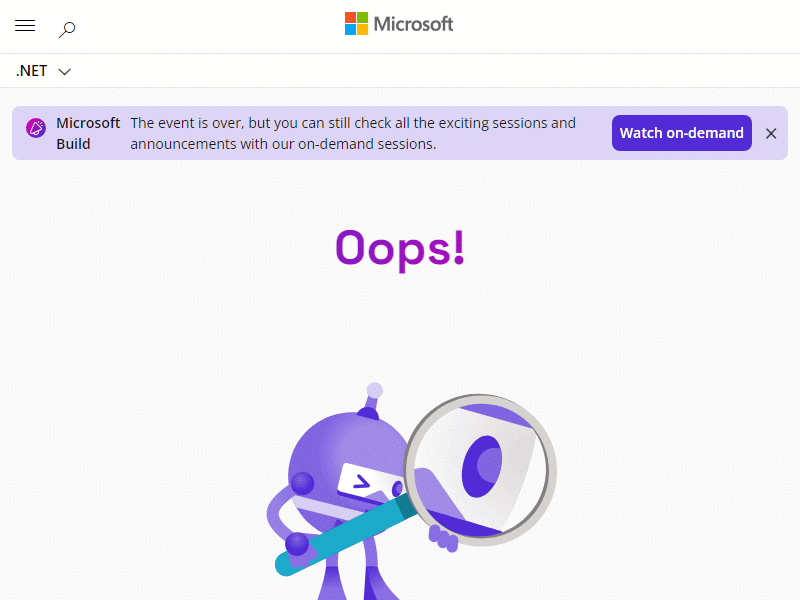 Microsoft
.NET
Microsoft Build
The event is over, but you can still check all the exciting sessions and
announcements with our on-demand sessions.
Watch on-demand
Oops!